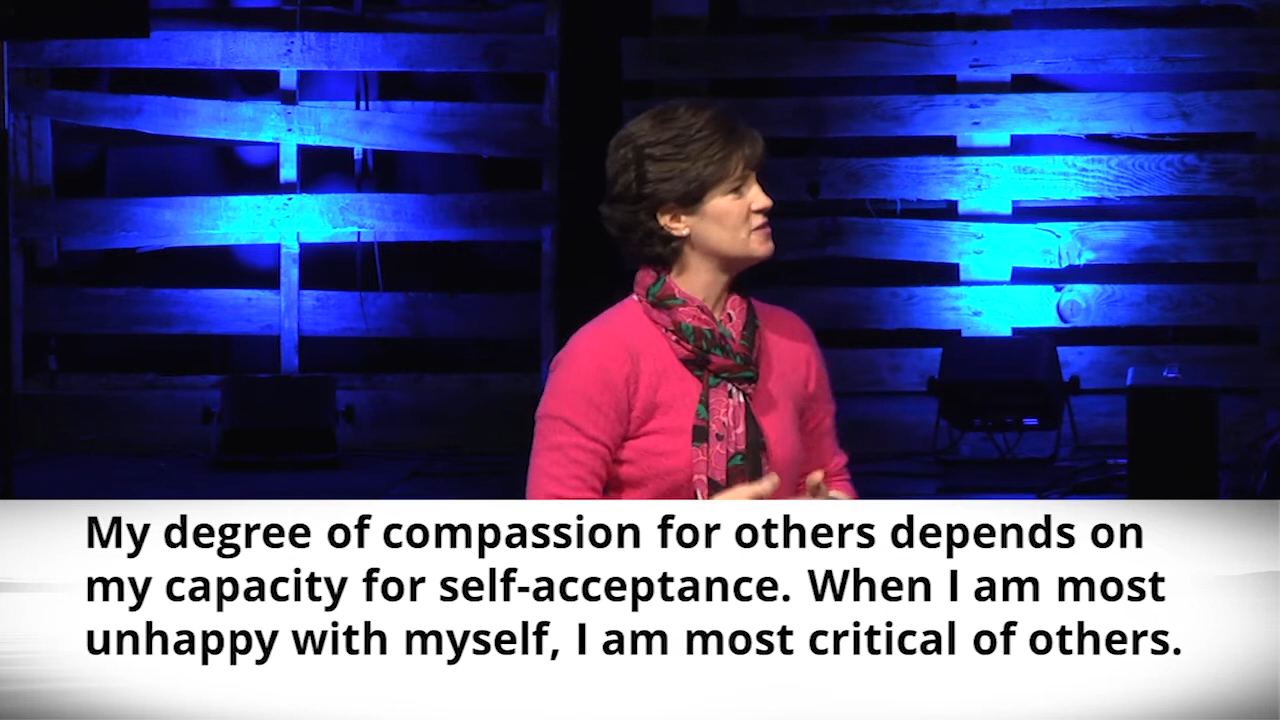 My degree of compassion for others depends on
my capacity for self-acceptance. When I am most
unhappy with myself, I am most critical of others.